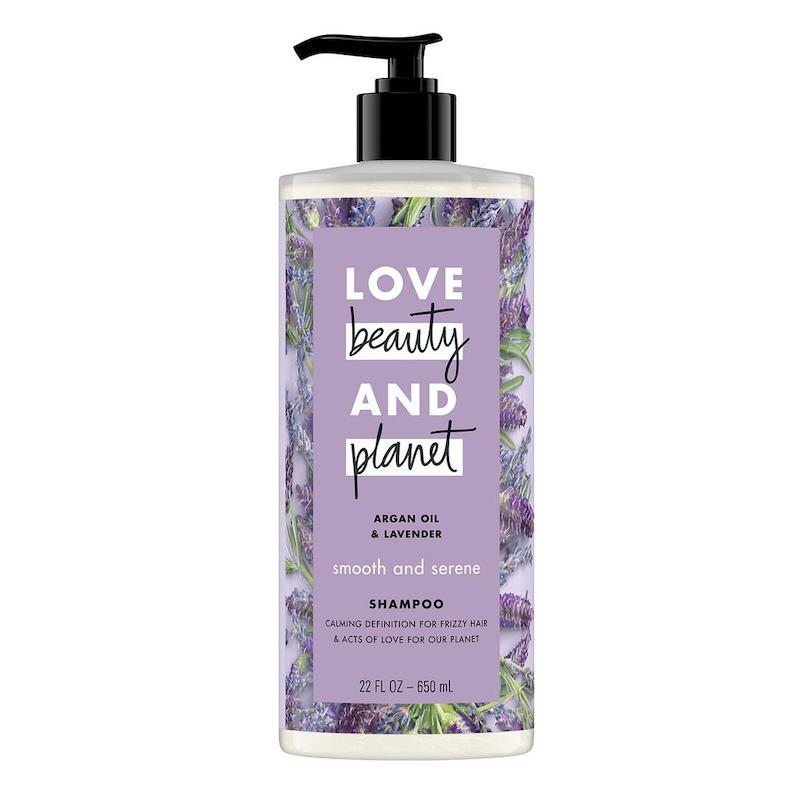 LOVE
beauty
AND
planet
ARGAN OIL
& LAVENDER
smooth and serene
SHAMPOO
CALMING DEFINITION FOR FRIZZY HAIR
& ACTS OF LOVE FOR OUR PLANET
22 FL OZ – 650 mL